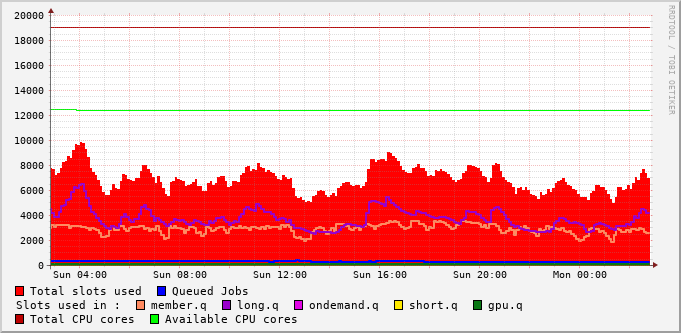 20000
18000
16000
14000
12000
10000
8000
6000
4000
2000
0
Sun 04:00 Sun 08:00 Sun 12:00 Sun 16:00 Sun 20:00 Mon 00:00
RRDTOOL / TOBI OETIKER
Total slots used Queued Jobs
Slots used in : member.q long.q ondemand.q short.q gpu.q
Total CPU cores Available CPU cores